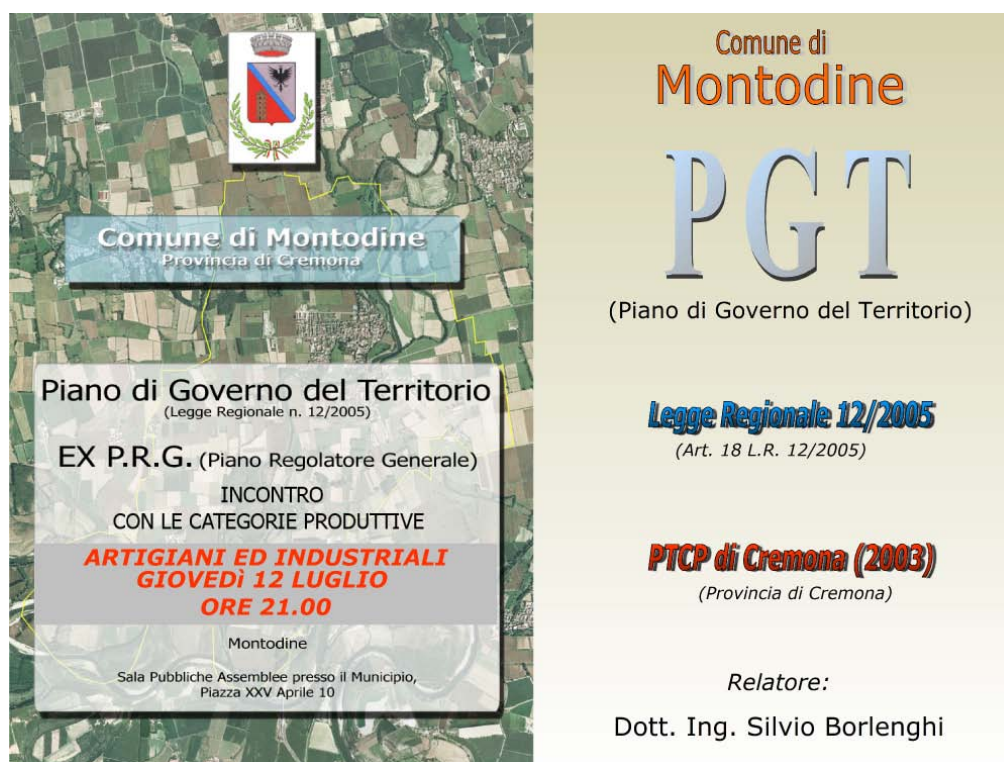 Comune di Montodine
Provincia di Cremona
Piano di Governo del Territorio
(Legge Regionale n. 12/2005)
EX P.R.G. (Piano Regolatore Generale)
INCONTRO
CON LE CATEGORIE PRODUTTIVE
ARTIGIANI ED INDUSTRIALI
GIOVEDì 12 LUGLIO
ORE 21.00
Montodine
Sala Pubbliche Assemblee presso il Municipio,
Piazza XXV Aprile 10
Comune di
Montodine
PGT
(Piano di Governo del Territorio)
Legge Regionale 12/2005
(Art. 18 L.R. 12/2005)
PTCP di Cremona (2003)
(Provincia di Cremona)
Relatore:
Dott. Ing. Silvio Borlenghi